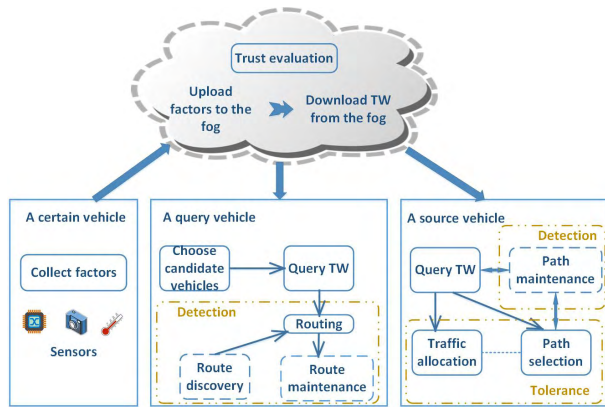 Trust evaluation
Upload
factors to the
fog
Download TW
from the fog
A certain vehicle
Collect factors
Sensors
A query vehicle
Choose
candidate
vehicles
Query TW
Detection
Routing
Route
discovery
Route
maintenance
A source vehicle
Detection
Query TW
Path
maintenance
Traffic
allocation
Path
selection
Tolerance